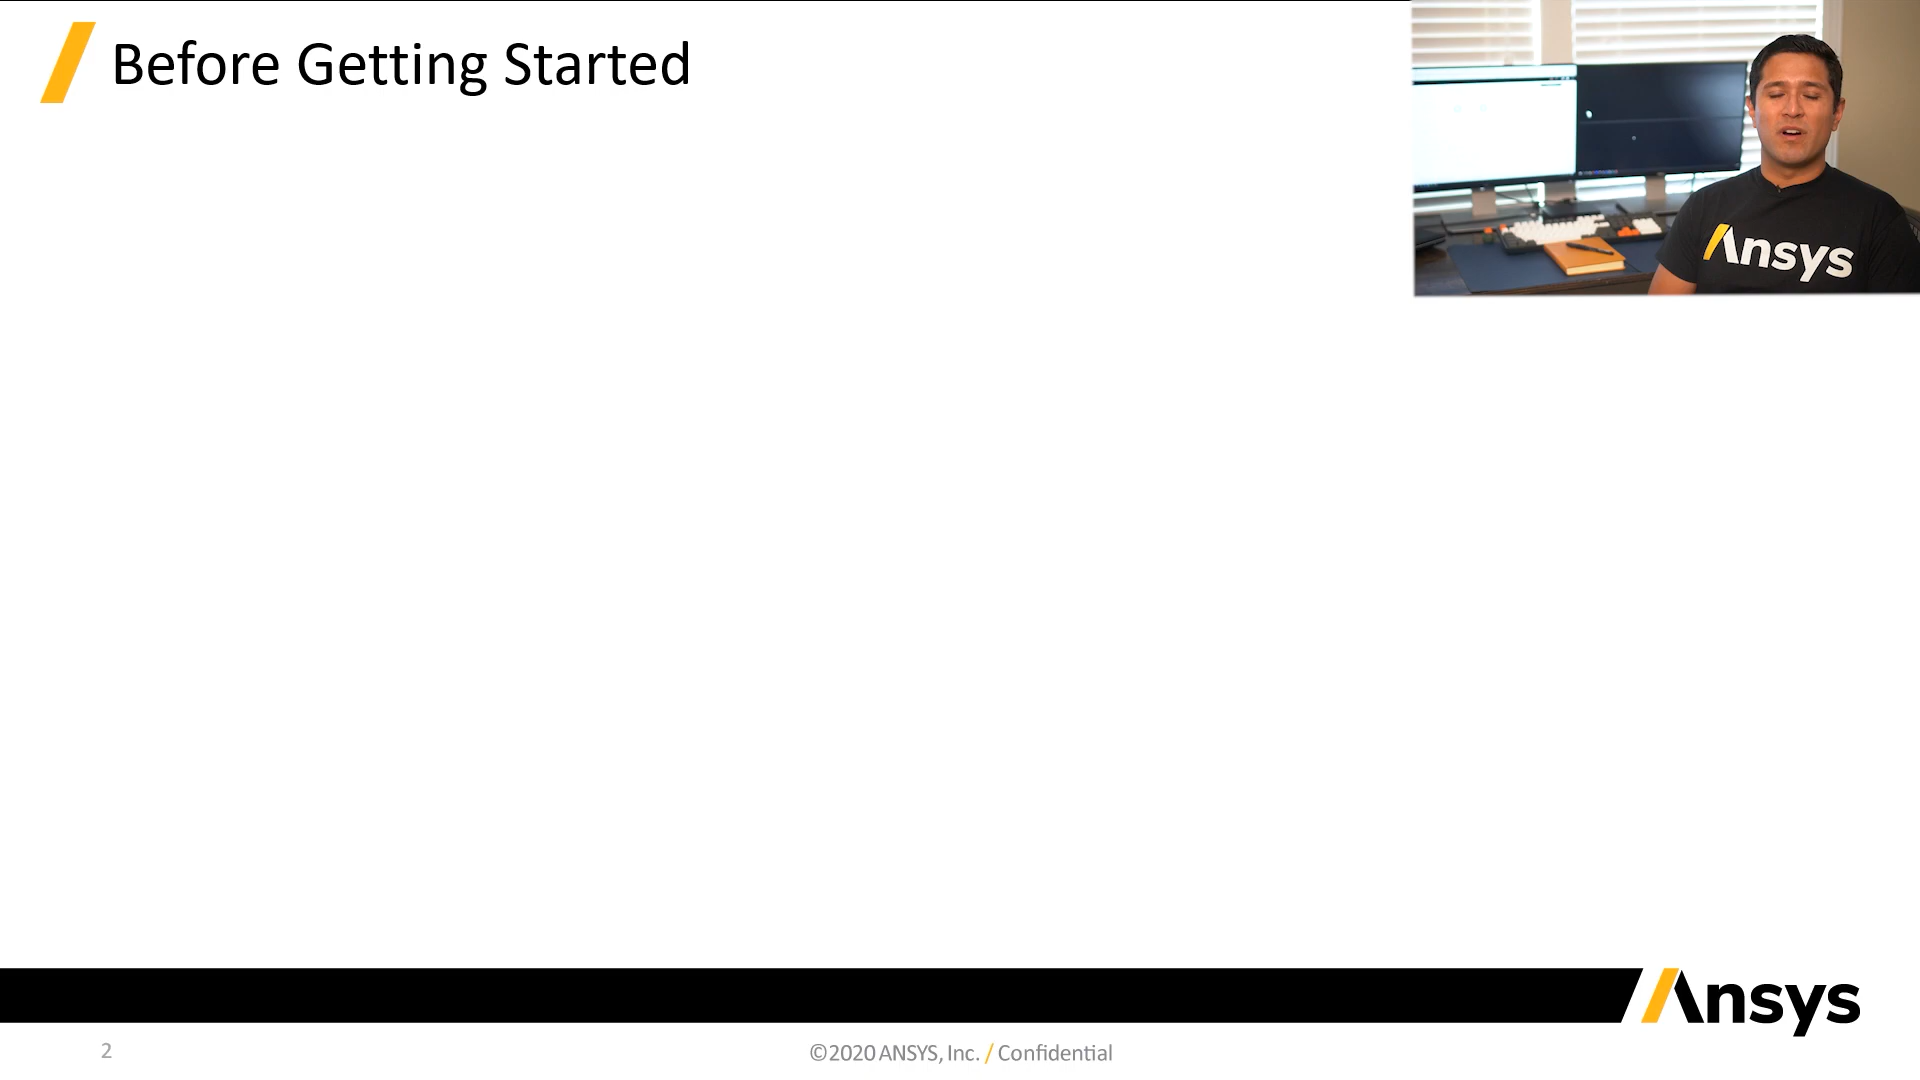 Before Getting Started
Ansys
Ansys
2
©2020 ANSYS, Inc. / Confidential